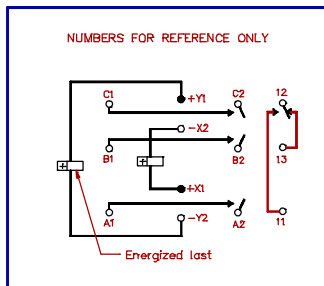 NUMBERS FOR REFERENCE ONLY
C1 +Y1 C2 12
-X2
B1 B2 13
+X1
A1 -Y2 A2 11
Energized last